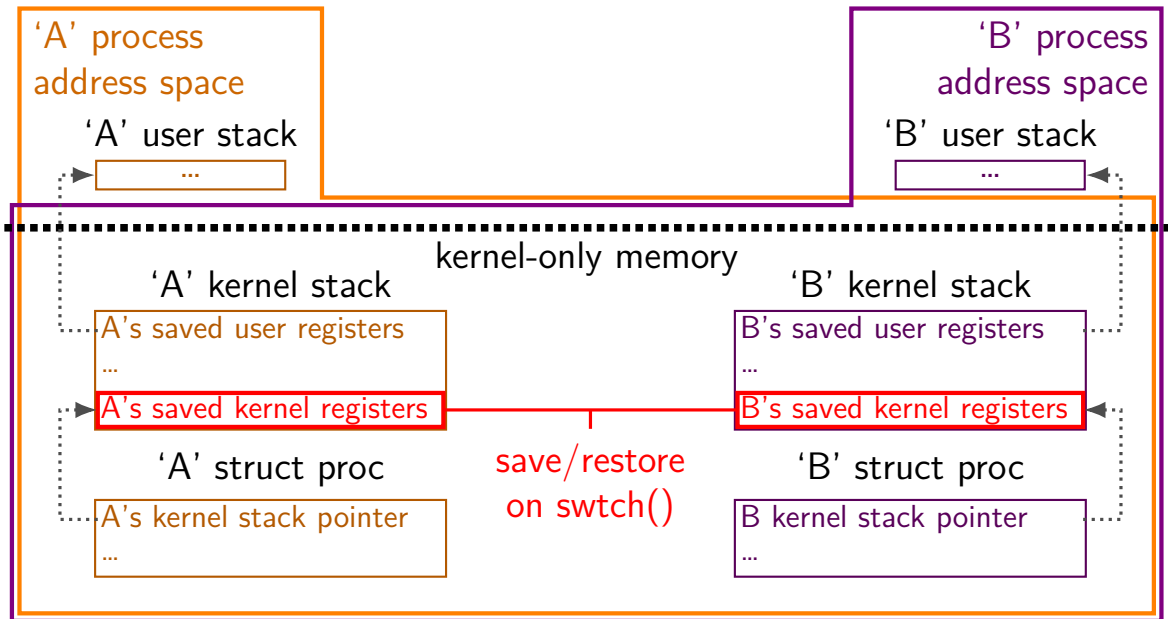 ‘A’ process
address space
‘B’ process
address space
‘A’ user stack
...
‘B’ user stack
...
kernel-only memory
‘A’ kernel stack
A’s saved user registers
...
A’s saved kernel registers
‘B’ kernel stack
B’s saved user registers
...
B’s saved kernel registers
save/restore
on swtch()
‘A’ struct proc
A’s kernel stack pointer
...
‘B’ struct proc
B kernel stack pointer
...